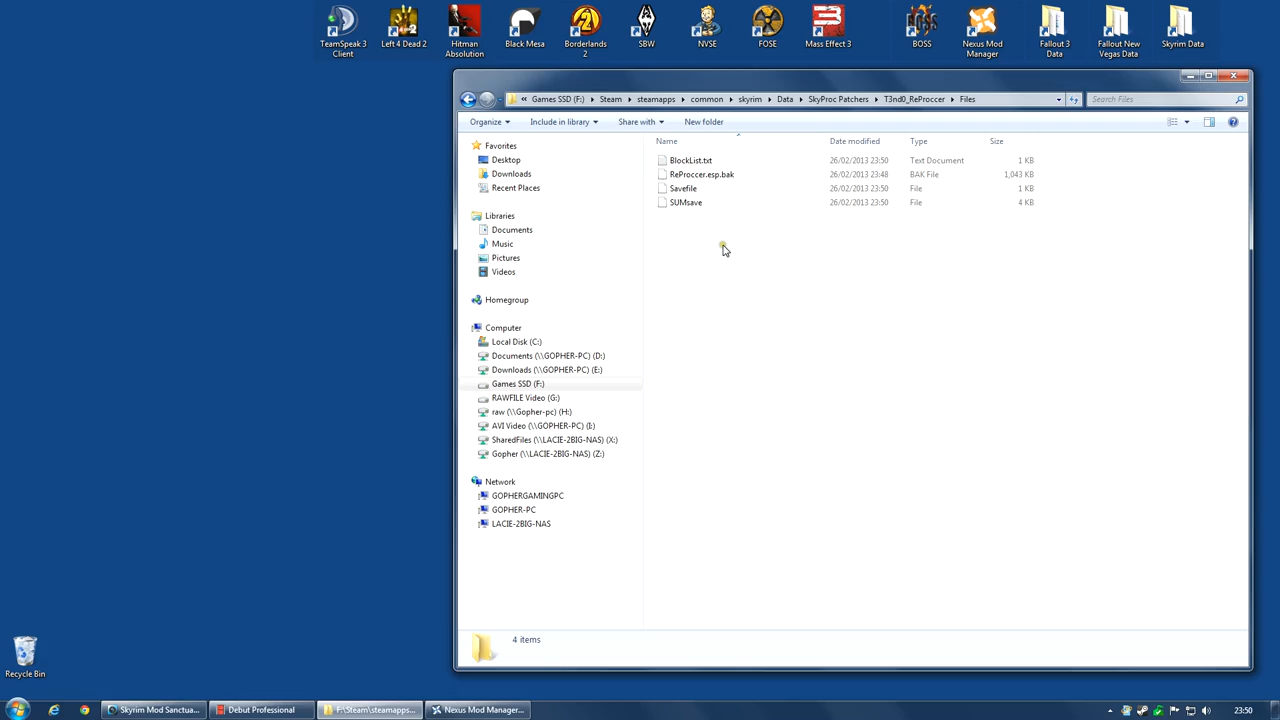 TeamSpeak 3 Client
Left 4 Dead 2
Hitman Absolution
Black Mesa
Borderlands 2
SBW
NVSE
FOSE
Mass Effect 3
BOSS
Nexus Mod Manager
Fallout 3 Data
Fallout New Vegas Data
Skyrim Data
« Games SSD (F:) Steam steamapps common skyrim Data SkyProc Patchers T3nd0_ReProccer Files
Search Files
Organize Include in library Share with New folder
Name Date modified Type Size
BlockList.txt 26/02/2013 23:50 Text Document 1 KB
ReProccer.esp.bak 26/02/2013 23:48 BAK File 1,043 KB
Savefile 26/02/2013 23:50 File 1 KB
SUMsave 26/02/2013 23:50 File 4 KB
Favorites
Desktop
Downloads
Recent Places
Libraries
Documents
Music
Pictures
Videos
Homegroup
Computer
Local Disk (C:)
Documents (\\GOPHER-PC) (D:)
Downloads (\\GOPHER-PC) (E:)
Games SSD (F:)
RAWFILE Video (G:)
raw (\\Gopher-pc) (H:)
AVI Video (\\GOPHER-PC) (I:)
SharedFiles (\\LACIE-2BIG-NAS) (X:)
Gopher (\\LACIE-2BIG-NAS) (Z:)
Network
GOPHERGAMINGPC
GOPHER-PC
LACIE-2BIG-NAS
4 items
Recycle Bin
Skyrim Mod Sanctua...
Debut Professional
F:\Steam\steamapps...
Nexus Mod Manager...
23:50